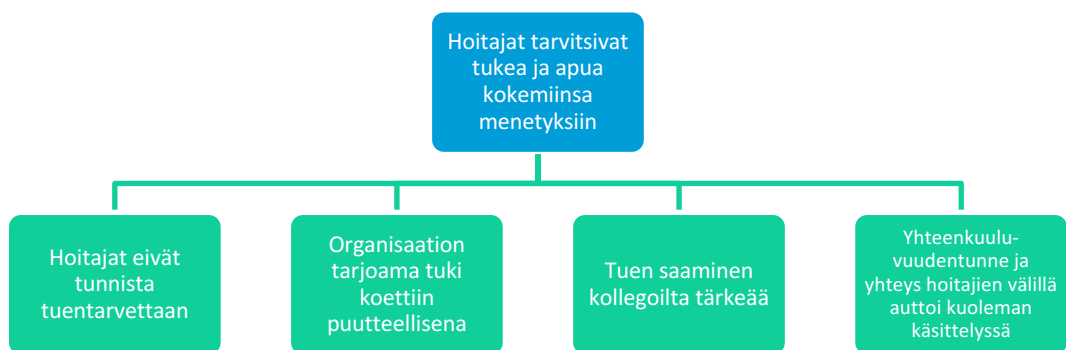 Hoitajat tarvitsivat
tukea ja apua
kokemiinsa
menetyksiin
Hoitajat eivät
tunnista
tuentarvettaan
Organisaation
tarjoama tuki
koettiin
puutteellisena
Tuen saaminen
kollegoilta tärkeää
Yhteenkuulu-
vuudentunne ja
yhteys hoitajien välillä
auttoi kuoleman
käsittelyssä